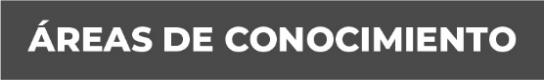 ÁREAS DE CONOCIMIENTO